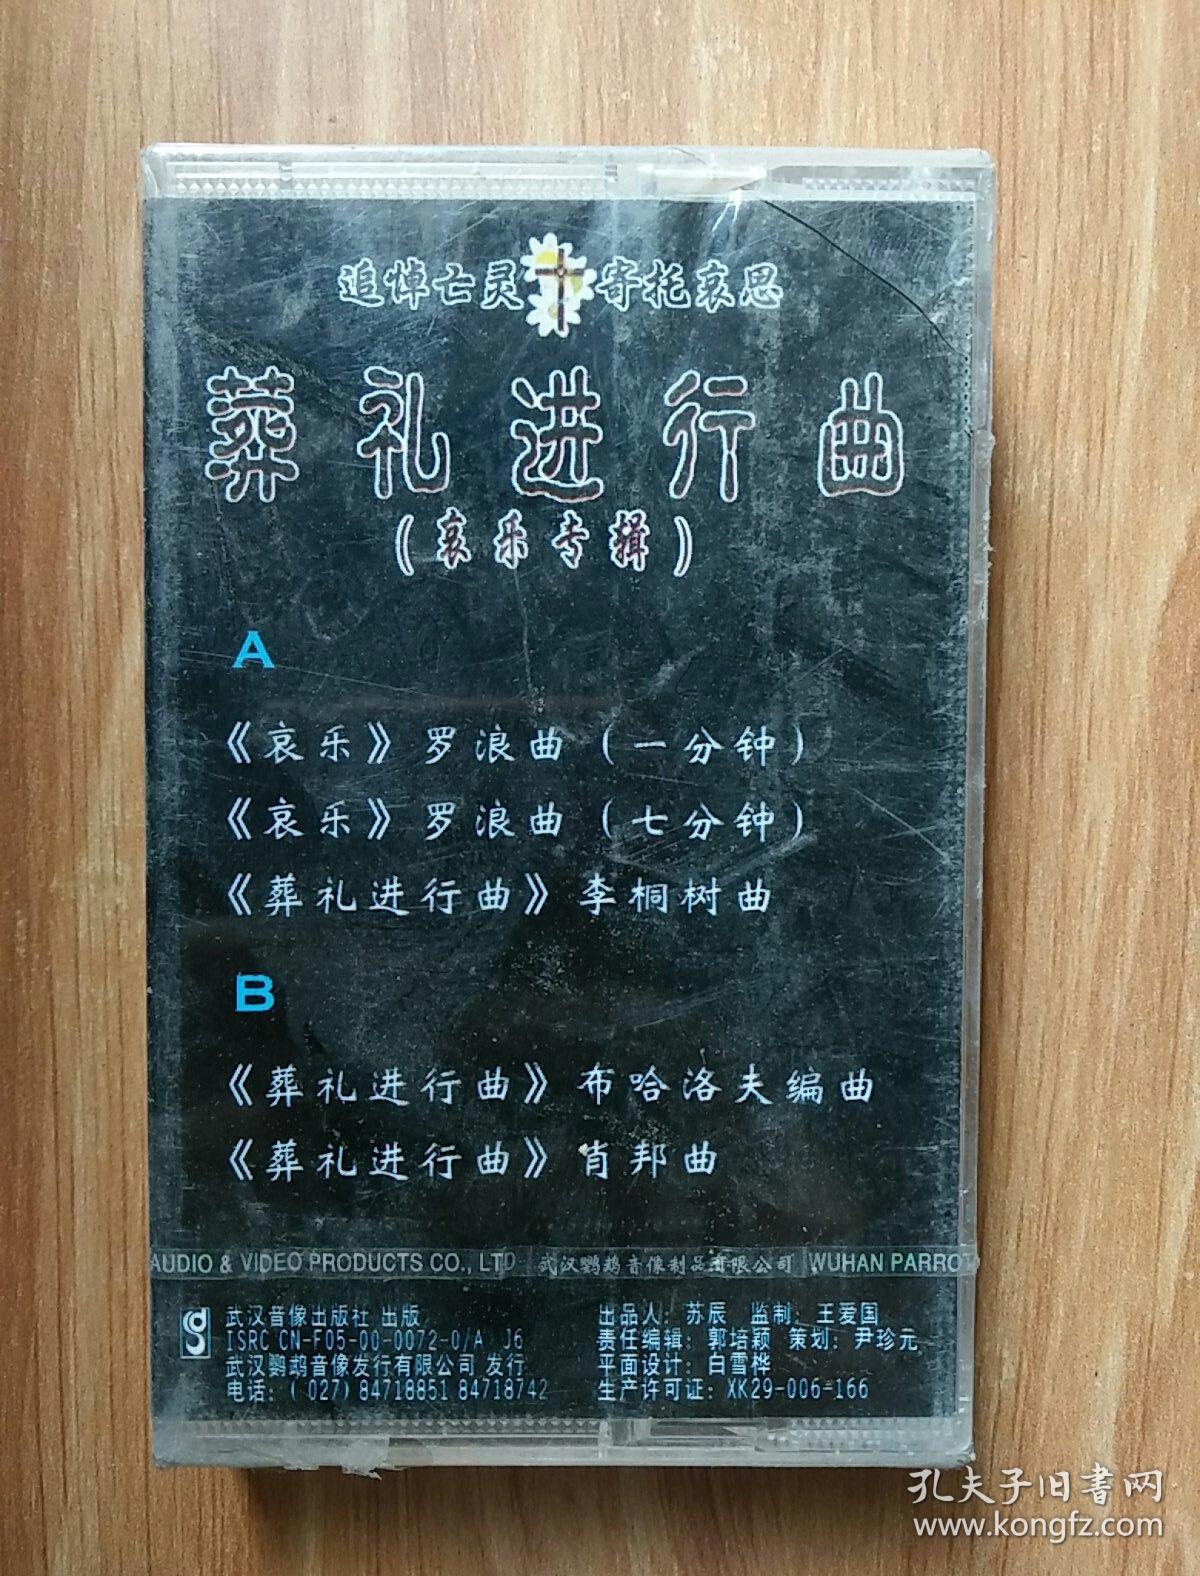 追悼亡灵 寄托哀思
葬礼进行曲
(哀乐专辑)
A
《哀乐》罗浪曲(一分钟)
《哀乐》罗浪曲(七分钟)
《葬礼进行曲》李桐树曲
B
《葬礼进行曲》布哈洛夫编曲
《葬礼进行曲》肖邦曲
AUDIO & VIDEO PRODUCTS CO., LTD 武汉鹦鹉音像制品有限公司 WUHAN PARROT
武汉音像出版社 出版
ISRC CN-F05-00-0072-0/A J6
武汉鹦鹉音像发行有限公司 发行
电话:(027)84718851 84718742
出品人:苏辰 监制:王爱国
责任编辑:郭培颖 策划:尹珍元
平面设计:白雪桦
生产许可证:XK29-006-166
孔夫子旧书网
www.kongfz.com